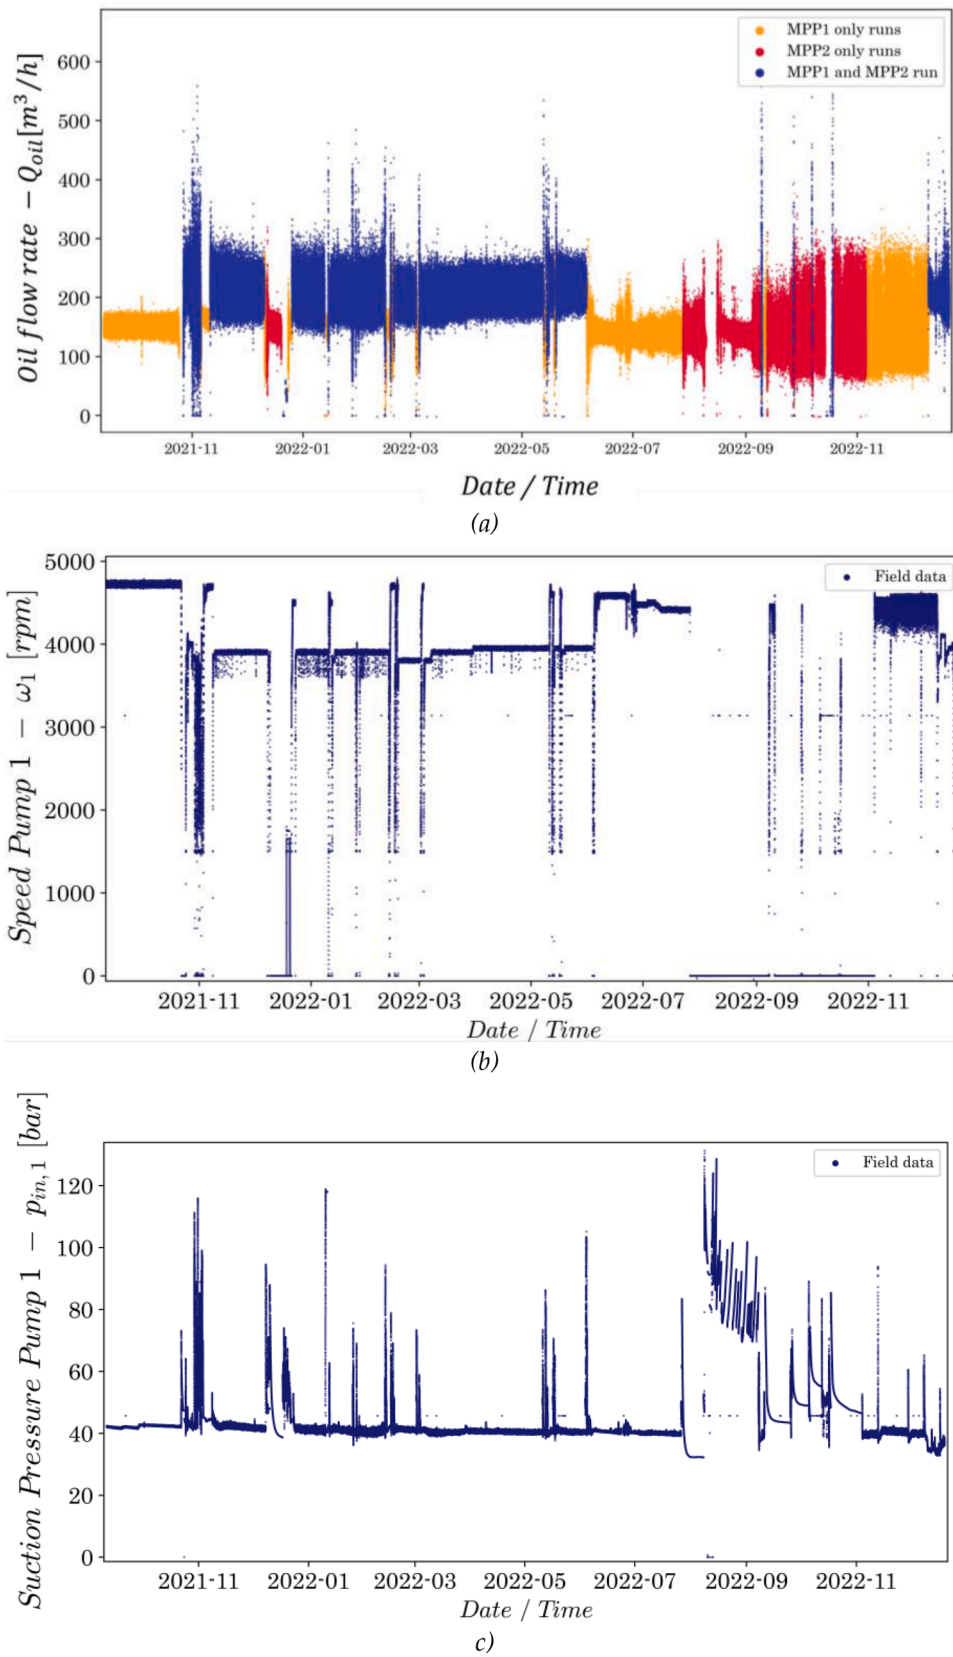 Oil flow rate − Q_oil[m³/h]
600
500
400
300
200
100
0
MPP1 only runs
MPP2 only runs
MPP1 and MPP2 run
2021-11 2022-01 2022-03 2022-05 2022-07 2022-09 2022-11
Date / Time
(a)
Speed Pump 1 − ω₁ [rpm]
5000
4000
3000
2000
1000
0
Field data
2021-11 2022-01 2022-03 2022-05 2022-07 2022-09 2022-11
Date / Time
(b)
Suction Pressure Pump 1 − p_in,1 [bar]
120
100
80
60
40
20
0
Field data
2021-11 2022-01 2022-03 2022-05 2022-07 2022-09 2022-11
Date / Time
c)